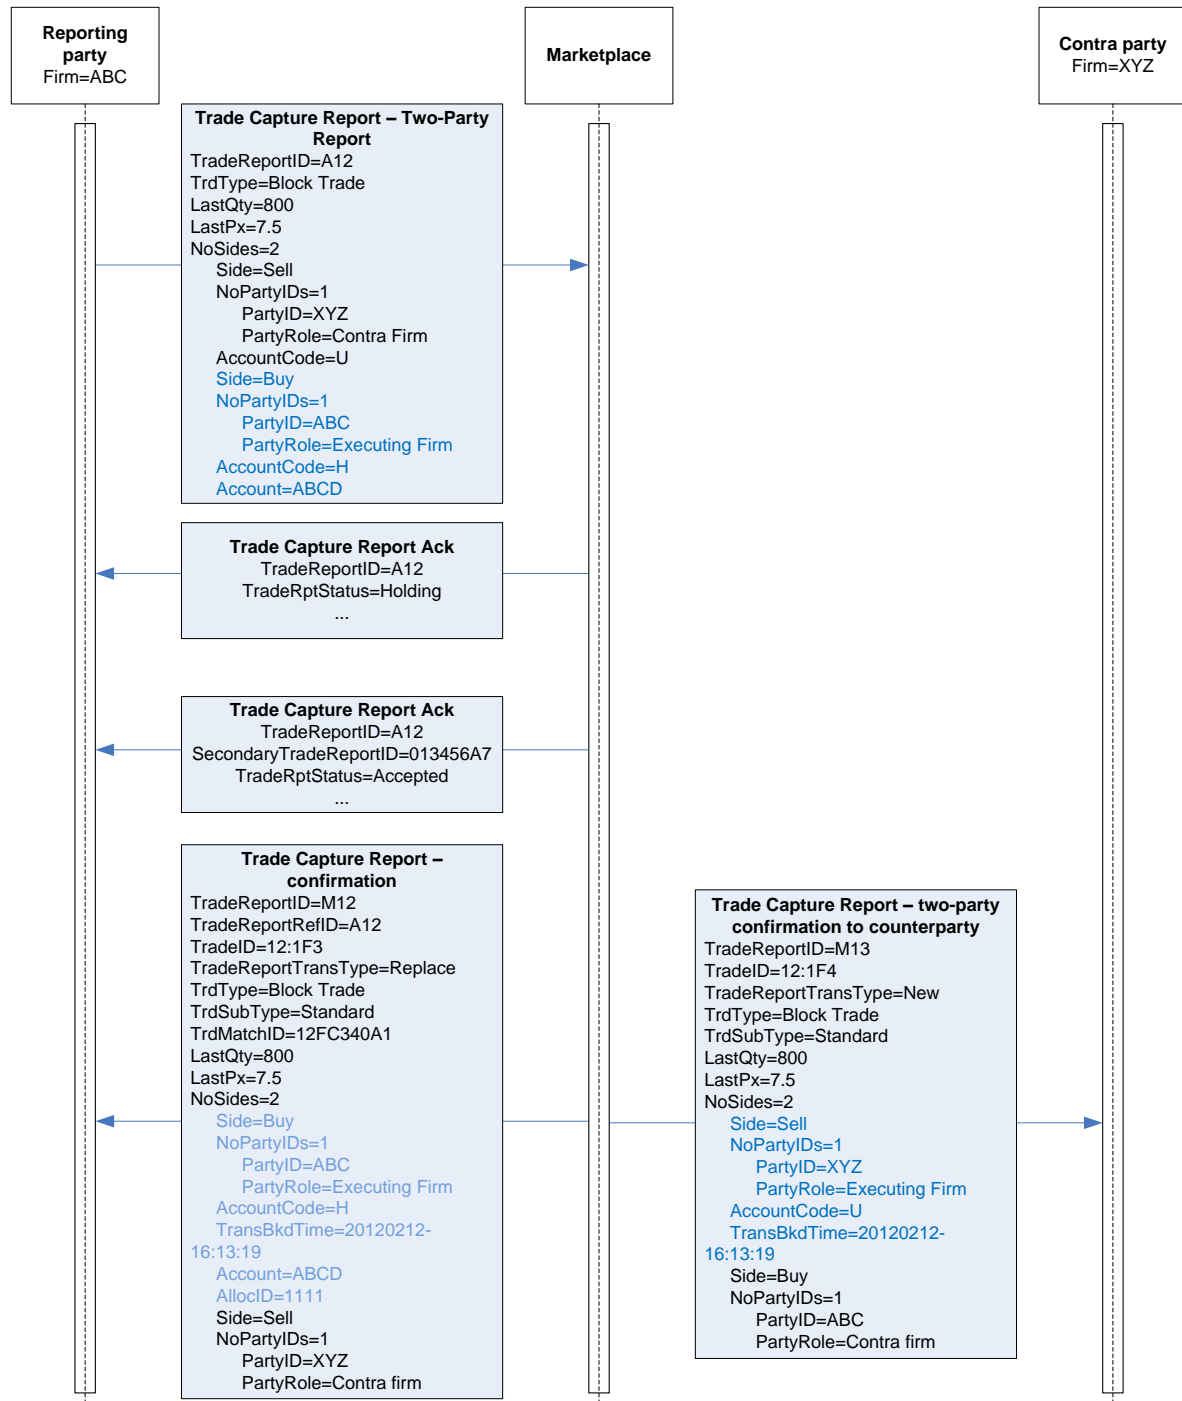 Reporting
party
Firm=ABC
Marketplace
Contra party
Firm=XYZ
Trade Capture Report – Two-Party
Report
TradeReportID=A12
TrdType=Block Trade
LastQty=800
LastPx=7.5
NoSides=2
Side=Sell
NoPartyIDs=1
PartyID=XYZ
PartyRole=Contra Firm
AccountCode=U
Side=Buy
NoPartyIDs=1
PartyID=ABC
PartyRole=Executing Firm
AccountCode=H
Account=ABCD
Trade Capture Report Ack
TradeReportID=A12
TradeRptStatus=Holding
...
Trade Capture Report Ack
TradeReportID=A12
SecondaryTradeReportID=013456A7
TradeRptStatus=Accepted
...
Trade Capture Report –
confirmation
TradeReportID=M12
TradeReportRefID=A12
TradeID=12:1F3
TradeReportTransType=Replace
TrdType=Block Trade
TrdSubType=Standard
TrdMatchID=12FC340A1
LastQty=800
LastPx=7.5
NoSides=2
Side=Buy
NoPartyIDs=1
PartyID=ABC
PartyRole=Executing Firm
AccountCode=H
TransBkdTime=20120212-
16:13:19
Account=ABCD
AllocID=1111
Side=Sell
NoPartyIDs=1
PartyID=XYZ
PartyRole=Contra firm
Trade Capture Report – two-party
confirmation to counterparty
TradeReportID=M13
TradeID=12:1F4
TradeReportTransType=New
TrdType=Block Trade
TrdSubType=Standard
LastQty=800
LastPx=7.5
NoSides=2
Side=Sell
NoPartyIDs=1
PartyID=XYZ
PartyRole=Executing Firm
AccountCode=U
TransBkdTime=20120212-
16:13:19
Side=Buy
NoPartyIDs=1
PartyID=ABC
PartyRole=Contra firm